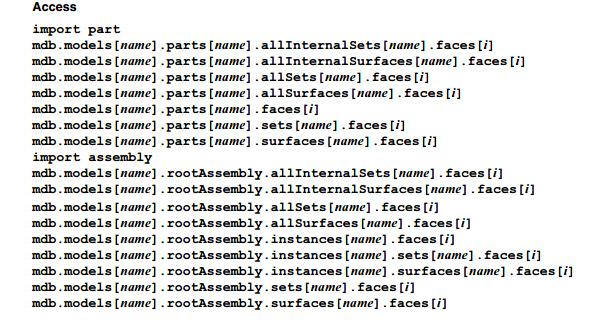 Access
import part
mdb.models[name].parts[name].allInternalSets[name].faces[i]
mdb.models[name].parts[name].allInternalSurfaces[name].faces[i]
mdb.models[name].parts[name].allSets[name].faces[i]
mdb.models[name].parts[name].allSurfaces[name].faces[i]
mdb.models[name].parts[name].faces[i]
mdb.models[name].parts[name].sets[name].faces[i]
mdb.models[name].parts[name].surfaces[name].faces[i]
import assembly
mdb.models[name].rootAssembly.allInternalSets[name].faces[i]
mdb.models[name].rootAssembly.allInternalSurfaces[name].faces[i]
mdb.models[name].rootAssembly.allSets[name].faces[i]
mdb.models[name].rootAssembly.allSurfaces[name].faces[i]
mdb.models[name].rootAssembly.instances[name].faces[i]
mdb.models[name].rootAssembly.instances[name].sets[name].faces[i]
mdb.models[name].rootAssembly.instances[name].surfaces[name].faces[i]
mdb.models[name].rootAssembly.sets[name].faces[i]
mdb.models[name].rootAssembly.surfaces[name].faces[i]